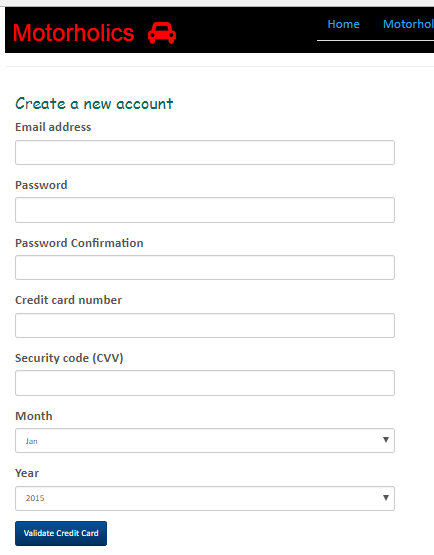 Motorholics
Home Motorhol
Create a new account
Email address
Password
Password Confirmation
Credit card number
Security code (CVV)
Month
Jan
Year
2015
Validate Credit Card